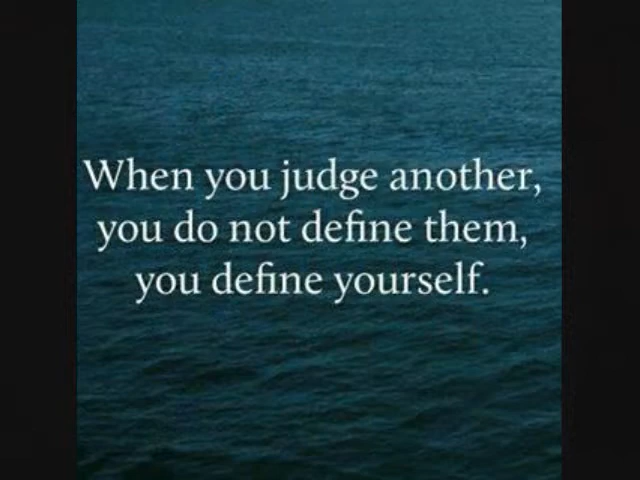 When you judge another,
you do not define them,
you define yourself.